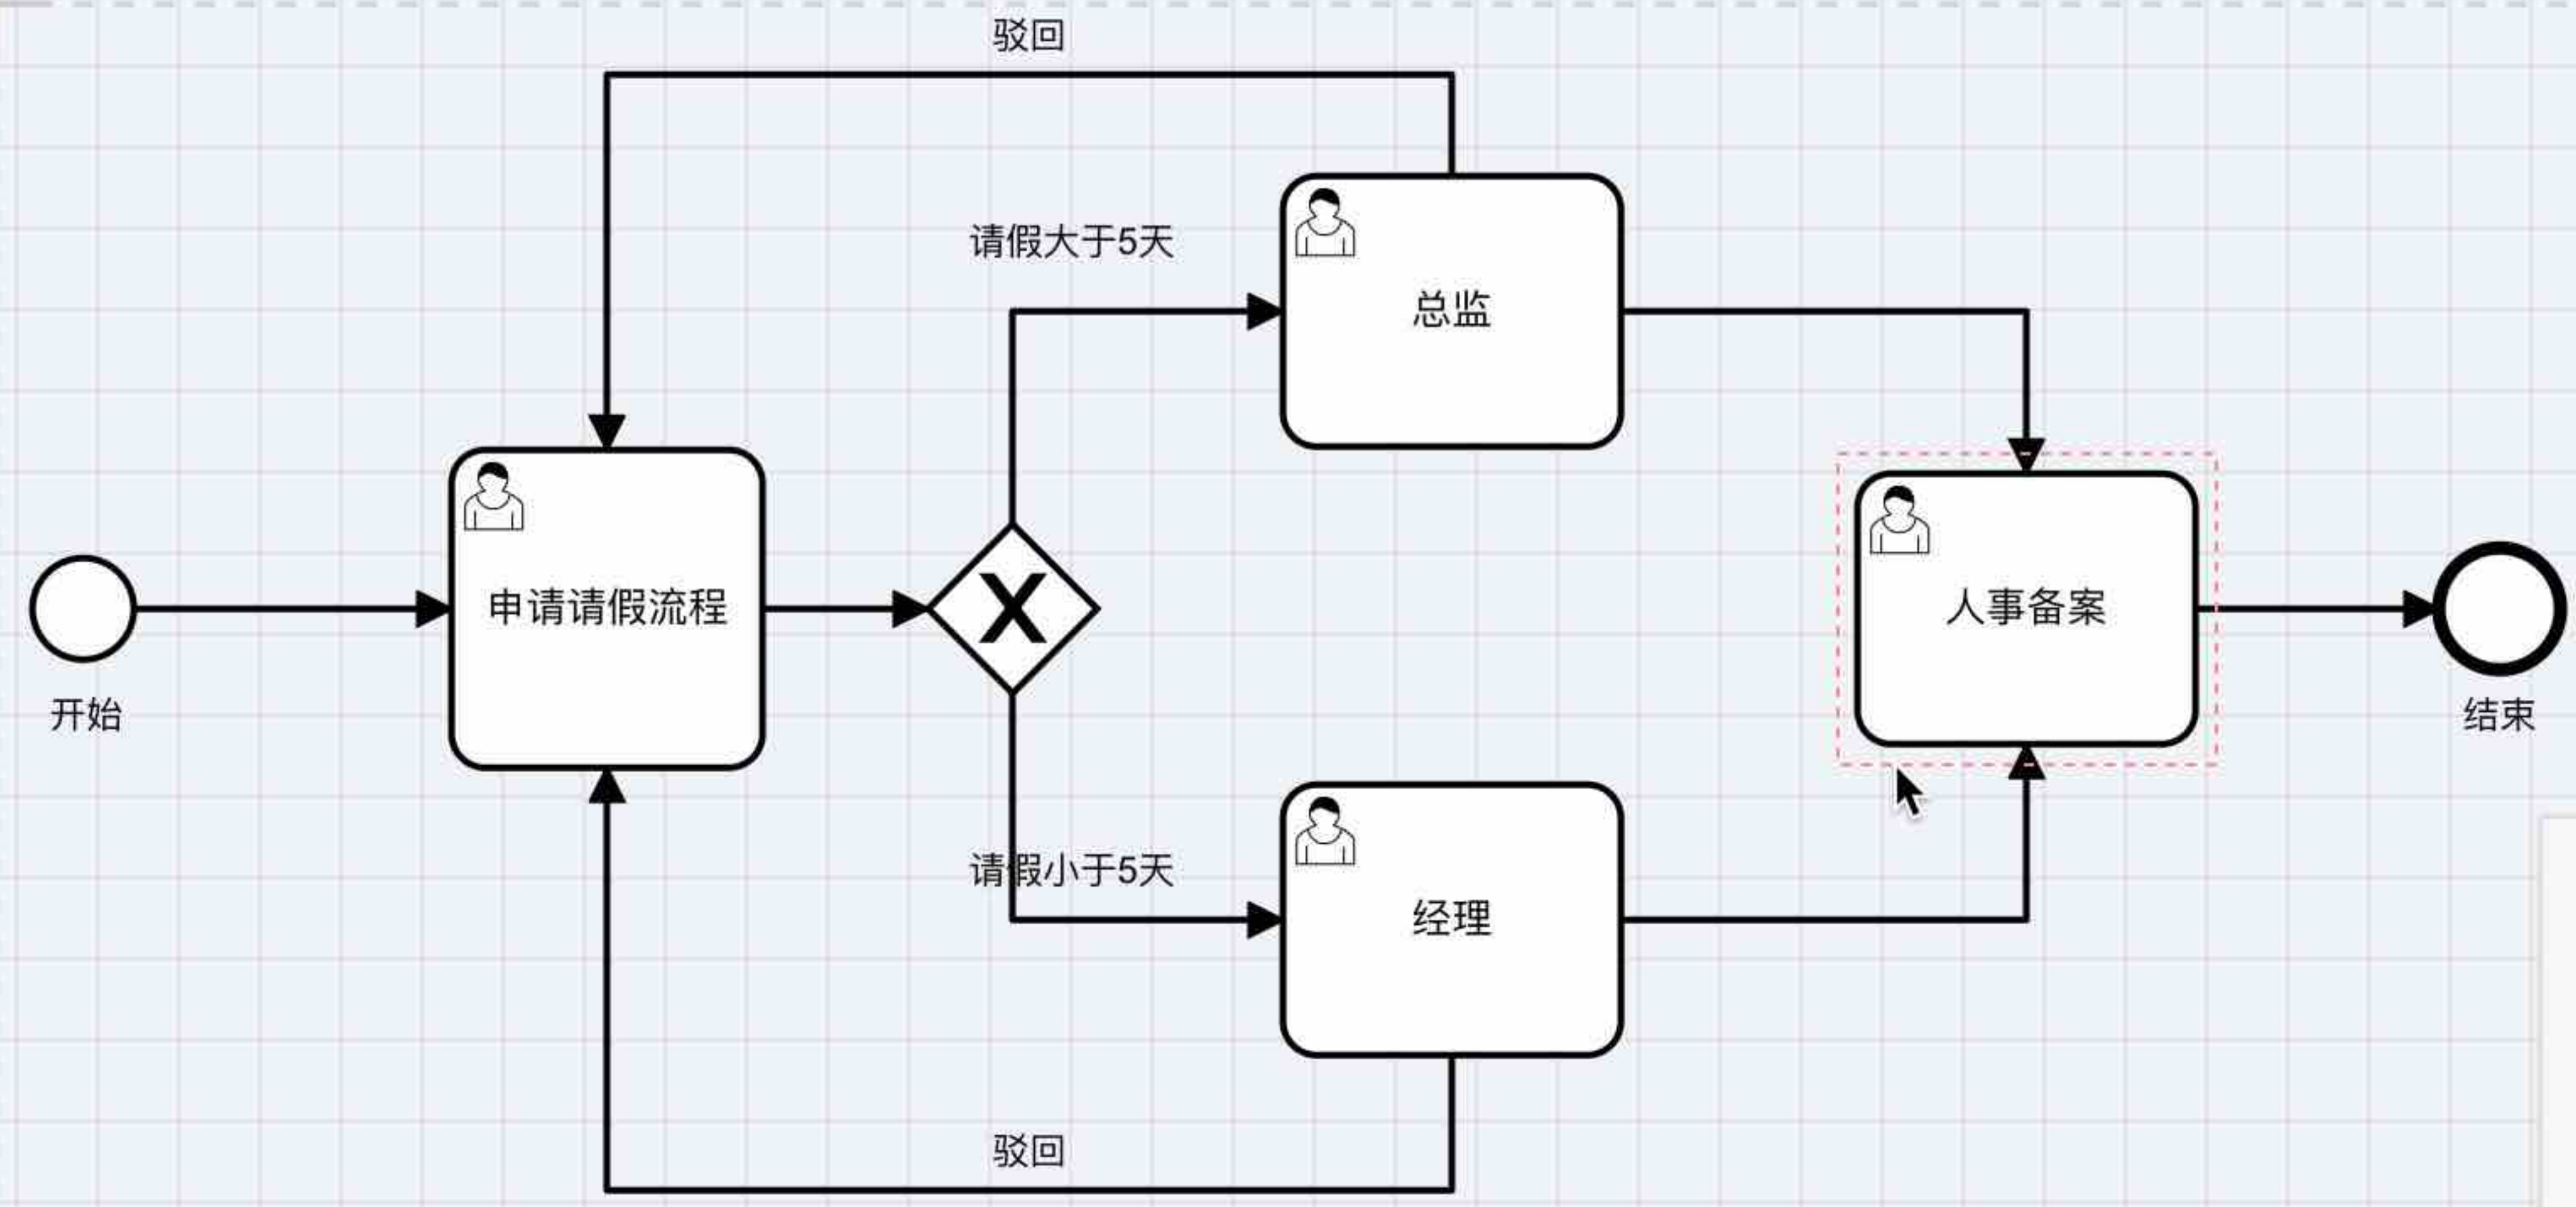 驳回
请假大于5天
总监
申请请假流程
X
人事备案
开始
结束
请假小于5天
经理
驳回